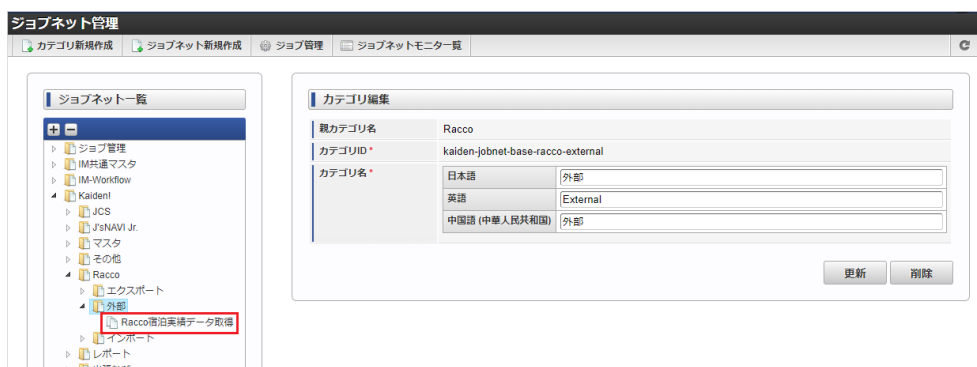 ジョブネット管理
カテゴリ新規作成 ジョブネット新規作成 ジョブ管理 ジョブネットモニター覧
ジョブネット一覧
ジョブ管理
IM共通マスタ
IM-Workflow
Kaiden!
JCS
J'sNAVI Jr.
マスタ
その他
Racco
エクスポート
外部
Racco宿泊実績データ取得
インポート
レポート
カテゴリ編集
親カテゴリ名 Racco
カテゴリID * kaiden-jobnet-base-racco-external
カテゴリ名 *
日本語 外部
英語 External
中国語 (中華人民共和国) 外部
更新 削除